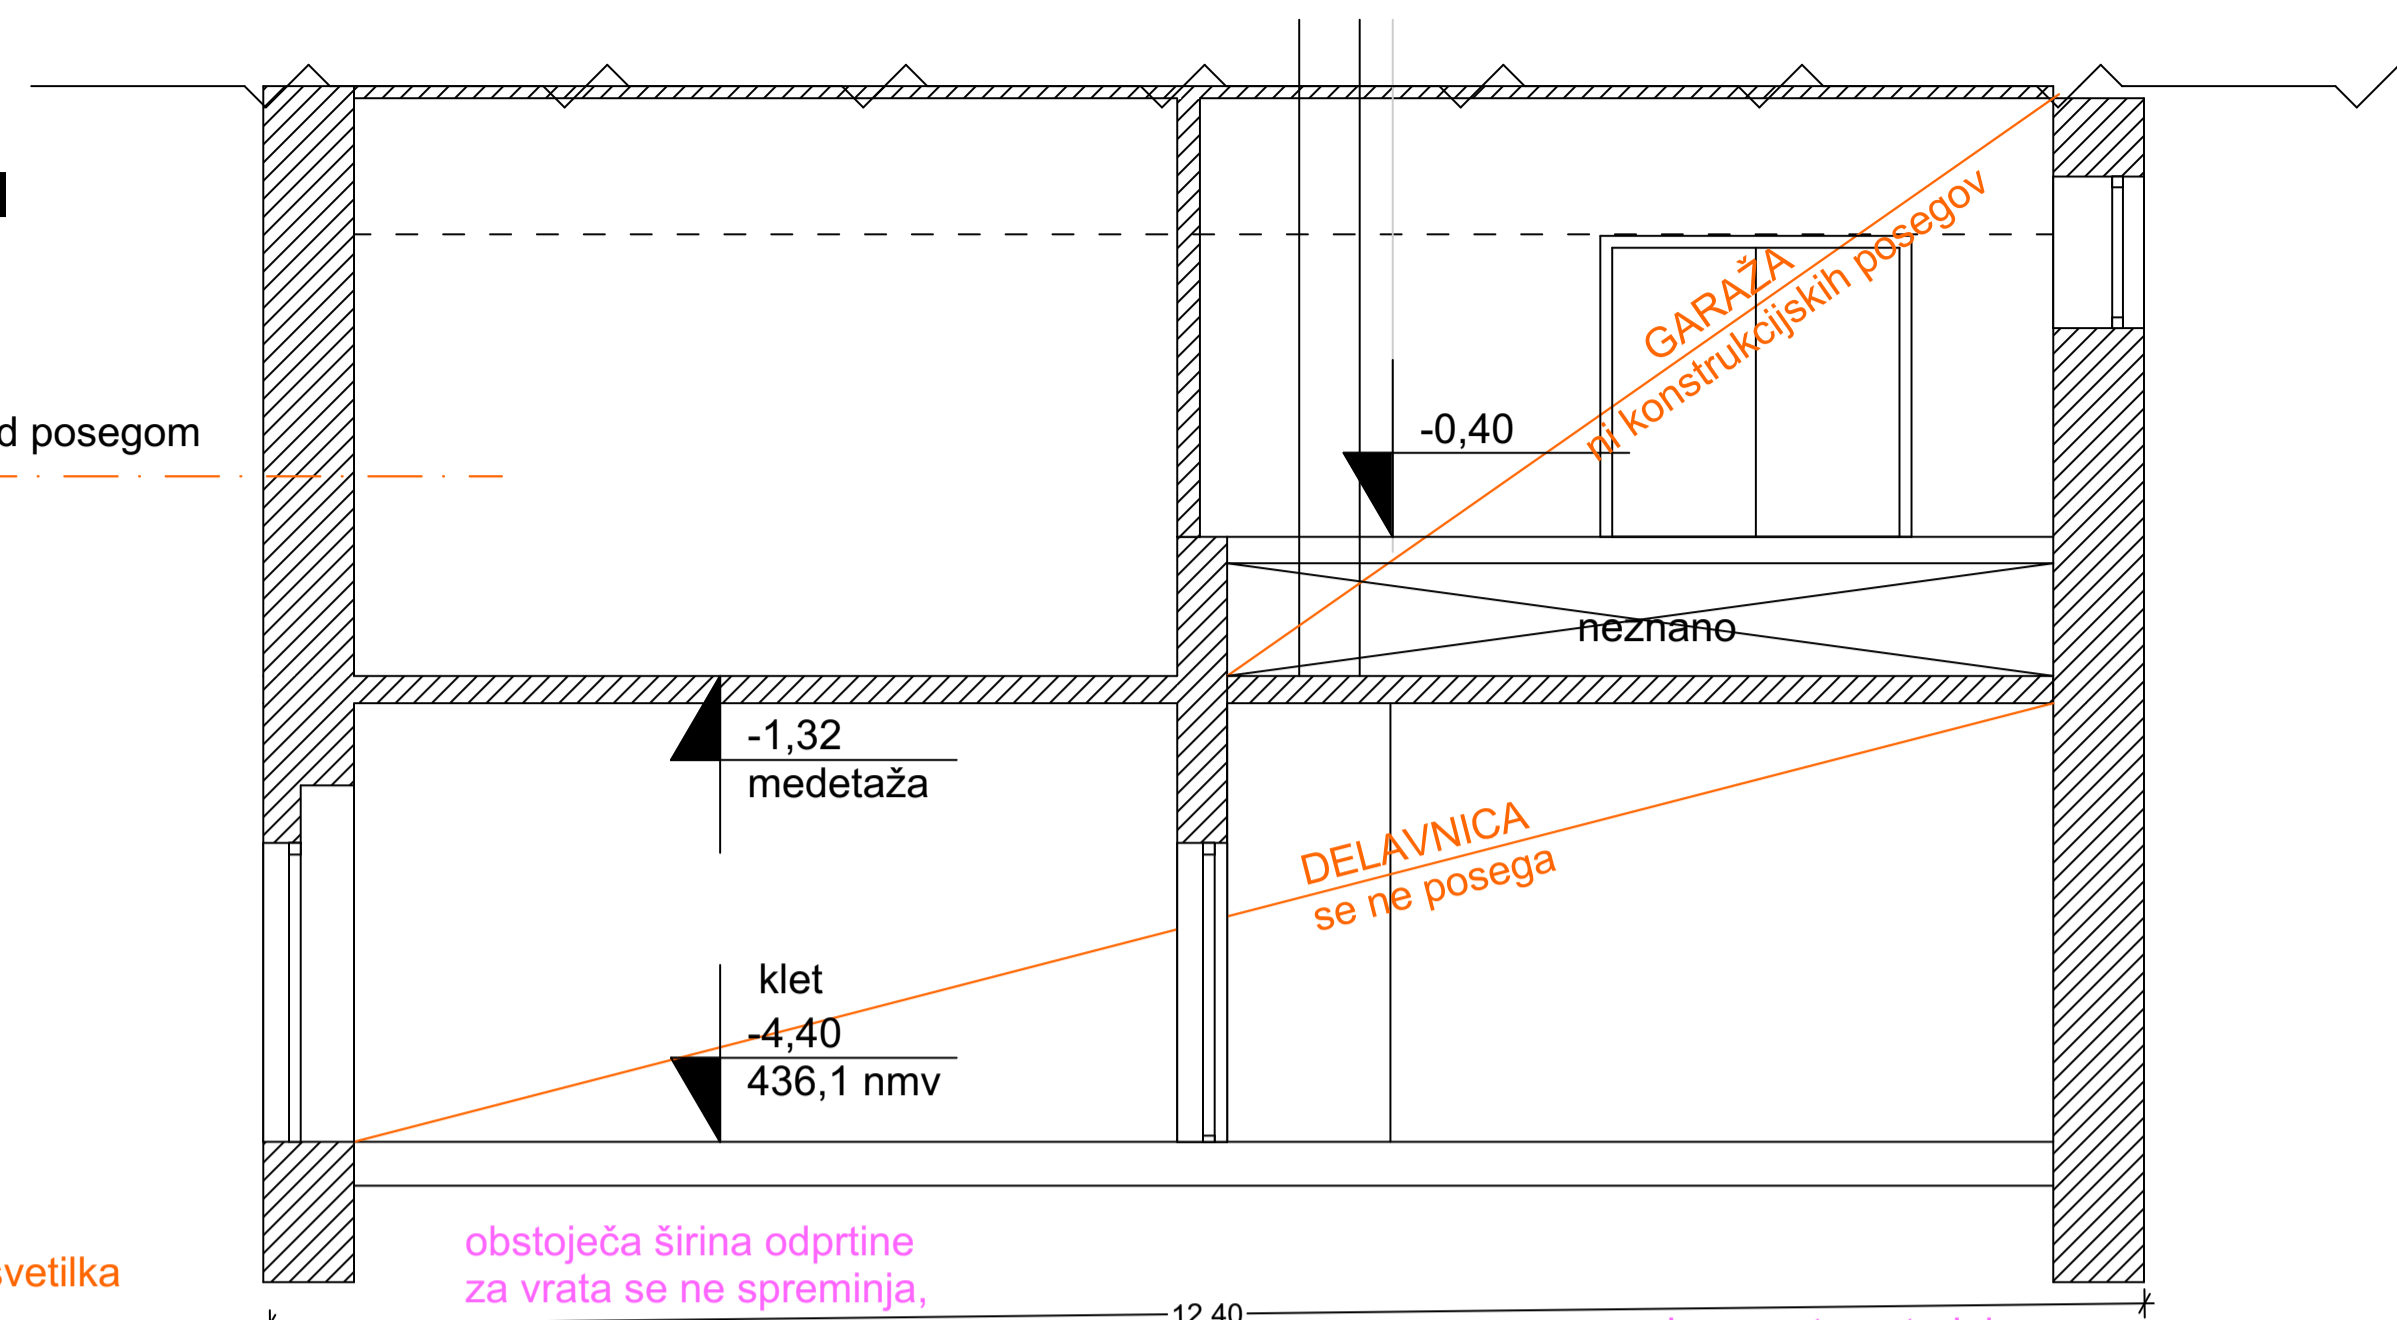 GARAŽA
ni konstrukcijskih posegov
d posegom
-0,40
neznano
-1,32
medetaža
DELAVNICA
se ne posega
klet
-4,40
436,1 nmv
obstoječa širina odprtine
za vrata se ne spreminja,
svetilka
12,40